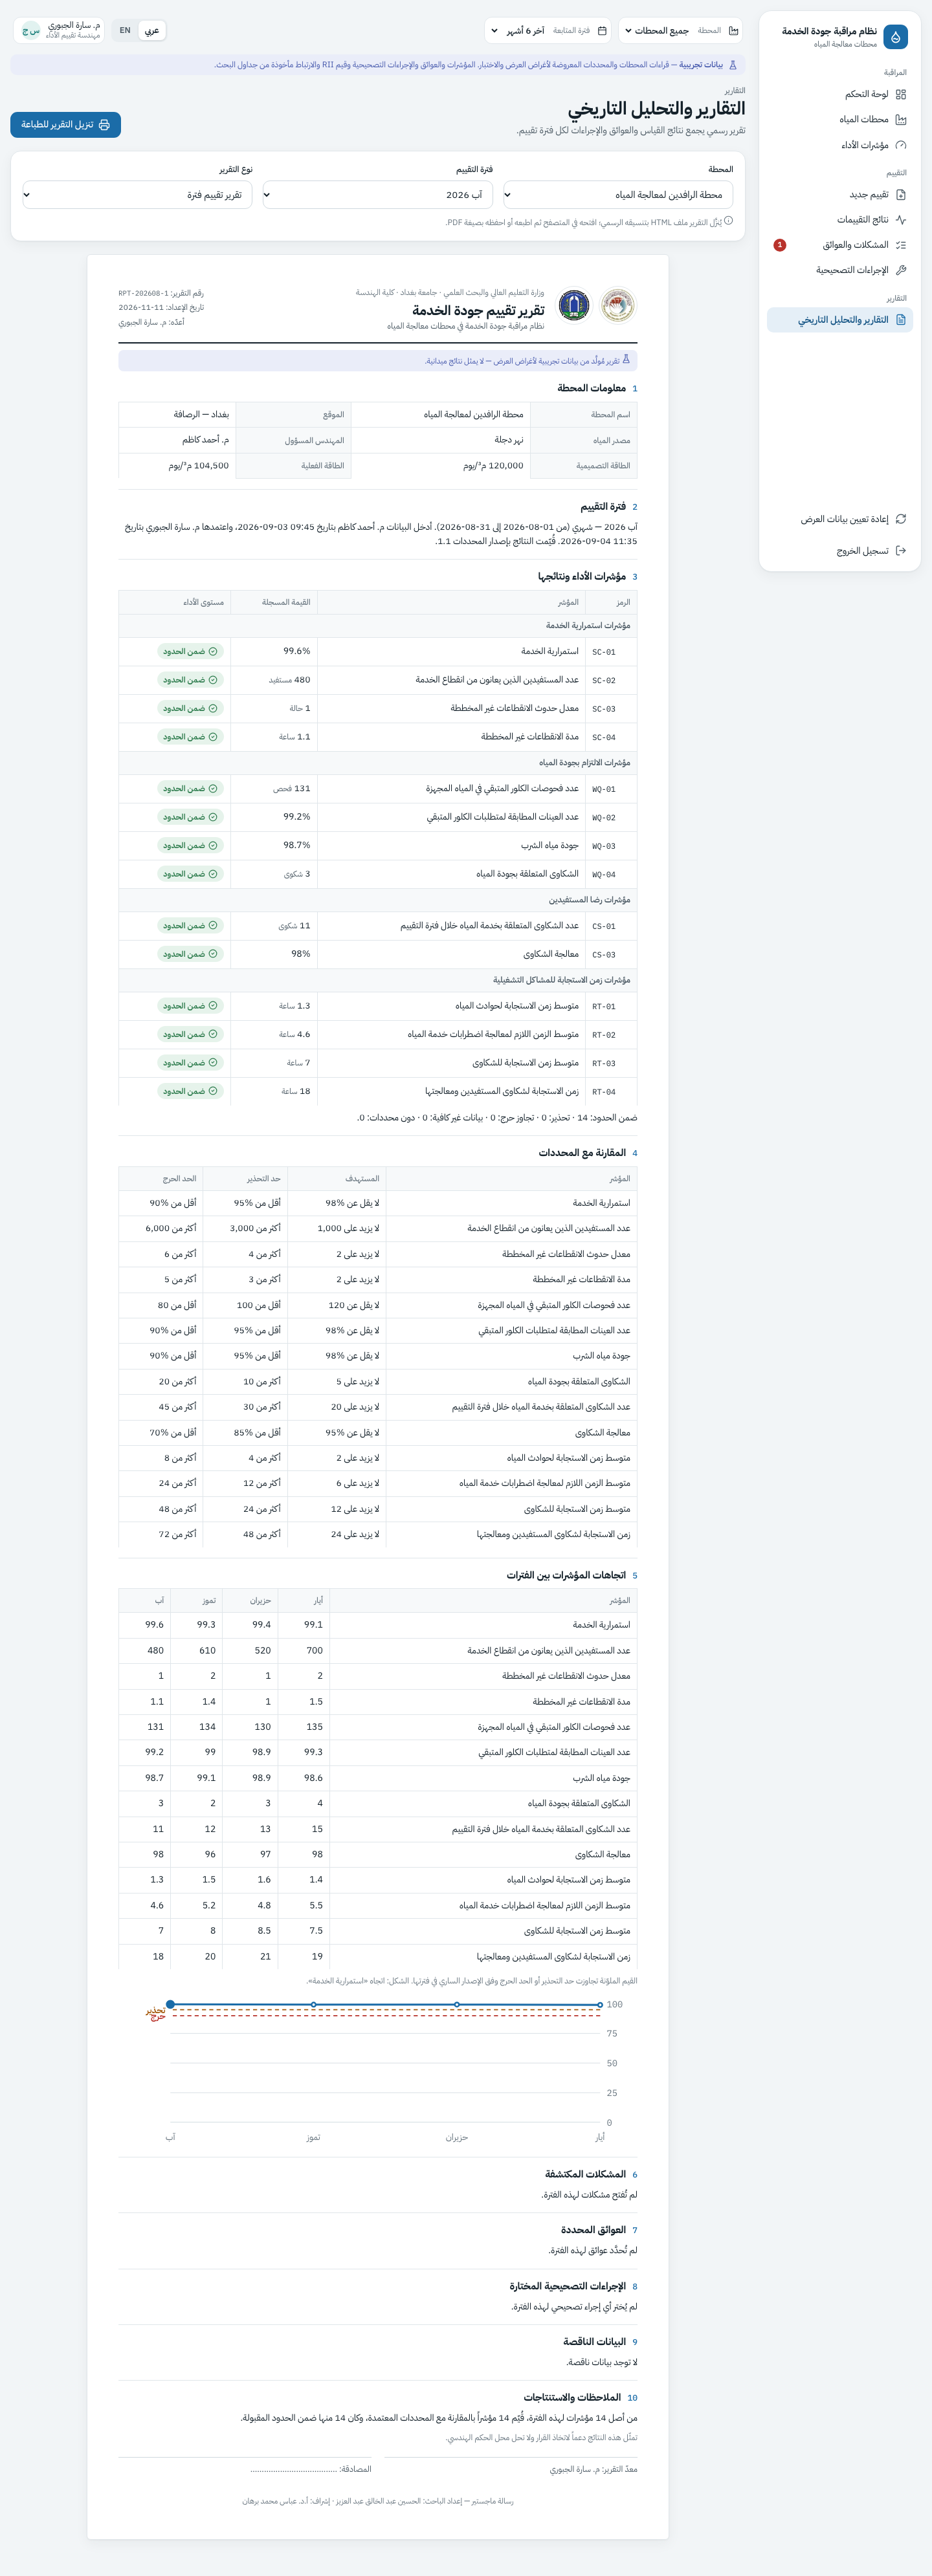 نظام مراقبة جودة الخدمة
محطات معالجة المياه
المراقبة
لوحة التحكم
محطات المياه
مؤشرات الأداء
التقييم
تقييم جديد
نتائج التقييمات
المشكلات والعوائق 1
الإجراءات التصحيحية
التقارير
التقارير والتحليل التاريخي
إعادة تعيين بيانات العرض
تسجيل الخروج
المحطة جميع المحطات
فترة المتابعة آخر 6 أشهر
عربي EN
م. سارة الجبوري
مهندسة تقييم الأداء
س ج
بيانات تجريبية — قراءات المحطات والمحددات المعروضة لأغراض العرض والاختبار. المؤشرات والعوائق والإجراءات التصحيحية وقيم RII والارتباط مأخوذة من جداول البحث.
التقارير
التقارير والتحليل التاريخي
تقرير رسمي يجمع نتائج القياس والعوائق والإجراءات لكل فترة تقييم.
تنزيل التقرير للطباعة
المحطة
محطة الرافدين لمعالجة المياه
فترة التقييم
آب 2026
نوع التقرير
تقرير تقييم فترة
يُنزَّل التقرير ملف HTML بتنسيقه الرسمي؛ افتحه في المتصفح ثم اطبعه أو احفظه بصيغة PDF.
وزارة التعليم العالي والبحث العلمي · جامعة بغداد · كلية الهندسة
تقرير تقييم جودة الخدمة
نظام مراقبة جودة الخدمة في محطات معالجة المياه
رقم التقرير: RPT-202608-1
تاريخ الإعداد: 11-11-2026
أعدّه: م. سارة الجبوري
تقرير مُولَّد من بيانات تجريبية لأغراض العرض — لا يمثل نتائج ميدانية.
1 معلومات المحطة
اسم المحطة محطة الرافدين لمعالجة المياه الموقع بغداد — الرصافة
مصدر المياه نهر دجلة المهندس المسؤول م. أحمد كاظم
الطاقة التصميمية 120,000 م³/يوم الطاقة الفعلية 104,500 م³/يوم
2 فترة التقييم
آب 2026 — شهري (من 01-08-2026 إلى 31-08-2026). أدخل البيانات م. أحمد كاظم بتاريخ 09:45 03-09-2026، واعتمدها م. سارة الجبوري بتاريخ
11:35 04-09-2026. قُيّمت النتائج بإصدار المحددات 1.1.
3 مؤشرات الأداء ونتائجها
الرمز المؤشر القيمة المسجلة مستوى الأداء
مؤشرات استمرارية الخدمة
SC-01 استمرارية الخدمة 99.6% ضمن الحدود
SC-02 عدد المستفيدين الذين يعانون من انقطاع الخدمة 480 مستفيد ضمن الحدود
SC-03 معدل حدوث الانقطاعات غير المخططة 1 حالة ضمن الحدود
SC-04 مدة الانقطاعات غير المخططة 1.1 ساعة ضمن الحدود
مؤشرات الالتزام بجودة المياه
WQ-01 عدد فحوصات الكلور المتبقي في المياه المجهزة 131 فحص ضمن الحدود
WQ-02 عدد العينات المطابقة لمتطلبات الكلور المتبقي 99.2% ضمن الحدود
WQ-03 جودة مياه الشرب 98.7% ضمن الحدود
WQ-04 الشكاوى المتعلقة بجودة المياه 3 شكوى ضمن الحدود
مؤشرات رضا المستفيدين
CS-01 عدد الشكاوى المتعلقة بخدمة المياه خلال فترة التقييم 11 شكوى ضمن الحدود
CS-03 معالجة الشكاوى 98% ضمن الحدود
مؤشرات زمن الاستجابة للمشاكل التشغيلية
RT-01 متوسط زمن الاستجابة لحوادث المياه 1.3 ساعة ضمن الحدود
RT-02 متوسط الزمن اللازم لمعالجة اضطرابات خدمة المياه 4.6 ساعة ضمن الحدود
RT-03 متوسط زمن الاستجابة للشكاوى 7 ساعة ضمن الحدود
RT-04 زمن الاستجابة لشكاوى المستفيدين ومعالجتها 18 ساعة ضمن الحدود
ضمن الحدود: 14 · تحذير: 0 · تجاوز حرج: 0 · بيانات غير كافية: 0 · دون محددات: 0.
4 المقارنة مع المحددات
المؤشر المستهدف حد التحذير الحد الحرج
استمرارية الخدمة لا يقل عن 98% أقل من 95% أقل من 90%
عدد المستفيدين الذين يعانون من انقطاع الخدمة لا يزيد على 1,000 أكثر من 3,000 أكثر من 6,000
معدل حدوث الانقطاعات غير المخططة لا يزيد على 2 أكثر من 4 أكثر من 6
مدة الانقطاعات غير المخططة لا يزيد على 2 أكثر من 3 أكثر من 5
عدد فحوصات الكلور المتبقي في المياه المجهزة لا يقل عن 120 أقل من 100 أقل من 80
عدد العينات المطابقة لمتطلبات الكلور المتبقي لا يقل عن 98% أقل من 95% أقل من 90%
جودة مياه الشرب لا يقل عن 98% أقل من 95% أقل من 90%
الشكاوى المتعلقة بجودة المياه لا يزيد على 5 أكثر من 10 أكثر من 20
عدد الشكاوى المتعلقة بخدمة المياه خلال فترة التقييم لا يزيد على 20 أكثر من 30 أكثر من 45
معالجة الشكاوى لا يقل عن 95% أقل من 85% أقل من 70%
متوسط زمن الاستجابة لحوادث المياه لا يزيد على 2 أكثر من 4 أكثر من 8
متوسط الزمن اللازم لمعالجة اضطرابات خدمة المياه لا يزيد على 6 أكثر من 12 أكثر من 24
متوسط زمن الاستجابة للشكاوى لا يزيد على 12 أكثر من 24 أكثر من 48
زمن الاستجابة لشكاوى المستفيدين ومعالجتها لا يزيد على 24 أكثر من 48 أكثر من 72
5 اتجاهات المؤشرات بين الفترات
المؤشر أيار حزيران تموز آب
استمرارية الخدمة 99.1 99.4 99.3 99.6
عدد المستفيدين الذين يعانون من انقطاع الخدمة 700 520 610 480
معدل حدوث الانقطاعات غير المخططة 2 1 2 1
مدة الانقطاعات غير المخططة 1.5 1 1.4 1.1
عدد فحوصات الكلور المتبقي في المياه المجهزة 135 130 134 131
عدد العينات المطابقة لمتطلبات الكلور المتبقي 99.3 98.9 99 99.2
جودة مياه الشرب 98.6 98.9 99.1 98.7
الشكاوى المتعلقة بجودة المياه 4 3 2 3
عدد الشكاوى المتعلقة بخدمة المياه خلال فترة التقييم 15 13 12 11
معالجة الشكاوى 98 97 96 98
متوسط زمن الاستجابة لحوادث المياه 1.4 1.6 1.5 1.3
متوسط الزمن اللازم لمعالجة اضطرابات خدمة المياه 5.5 4.8 5.2 4.6
متوسط زمن الاستجابة للشكاوى 7.5 8.5 8 7
زمن الاستجابة لشكاوى المستفيدين ومعالجتها 19 21 20 18
القيم الملوّنة تجاوزت حد التحذير أو الحد الحرج وفق الإصدار الساري في فترتها. الشكل: اتجاه «استمرارية الخدمة».
100
تحذير
حرج
75
50
25
0
أيار حزيران تموز آب
6 المشكلات المكتشفة
لم تُفتح مشكلات لهذه الفترة.
7 العوائق المحددة
لم تُحدَّد عوائق لهذه الفترة.
8 الإجراءات التصحيحية المختارة
لم يُختر أي إجراء تصحيحي لهذه الفترة.
9 البيانات الناقصة
لا توجد بيانات ناقصة.
10 الملاحظات والاستنتاجات
من أصل 14 مؤشرات لهذه الفترة، قُيّم 14 مؤشراً بالمقارنة مع المحددات المعتمدة، وكان 14 منها ضمن الحدود المقبولة.
تمثّل هذه النتائج دعماً لاتخاذ القرار ولا تحل محل الحكم الهندسي.
معدّ التقرير: م. سارة الجبوري
المصادقة: ......................................
رسالة ماجستير — إعداد الباحث: الحسين عبد الخالق عبد العزيز · إشراف: أ.د. عباس محمد برهان